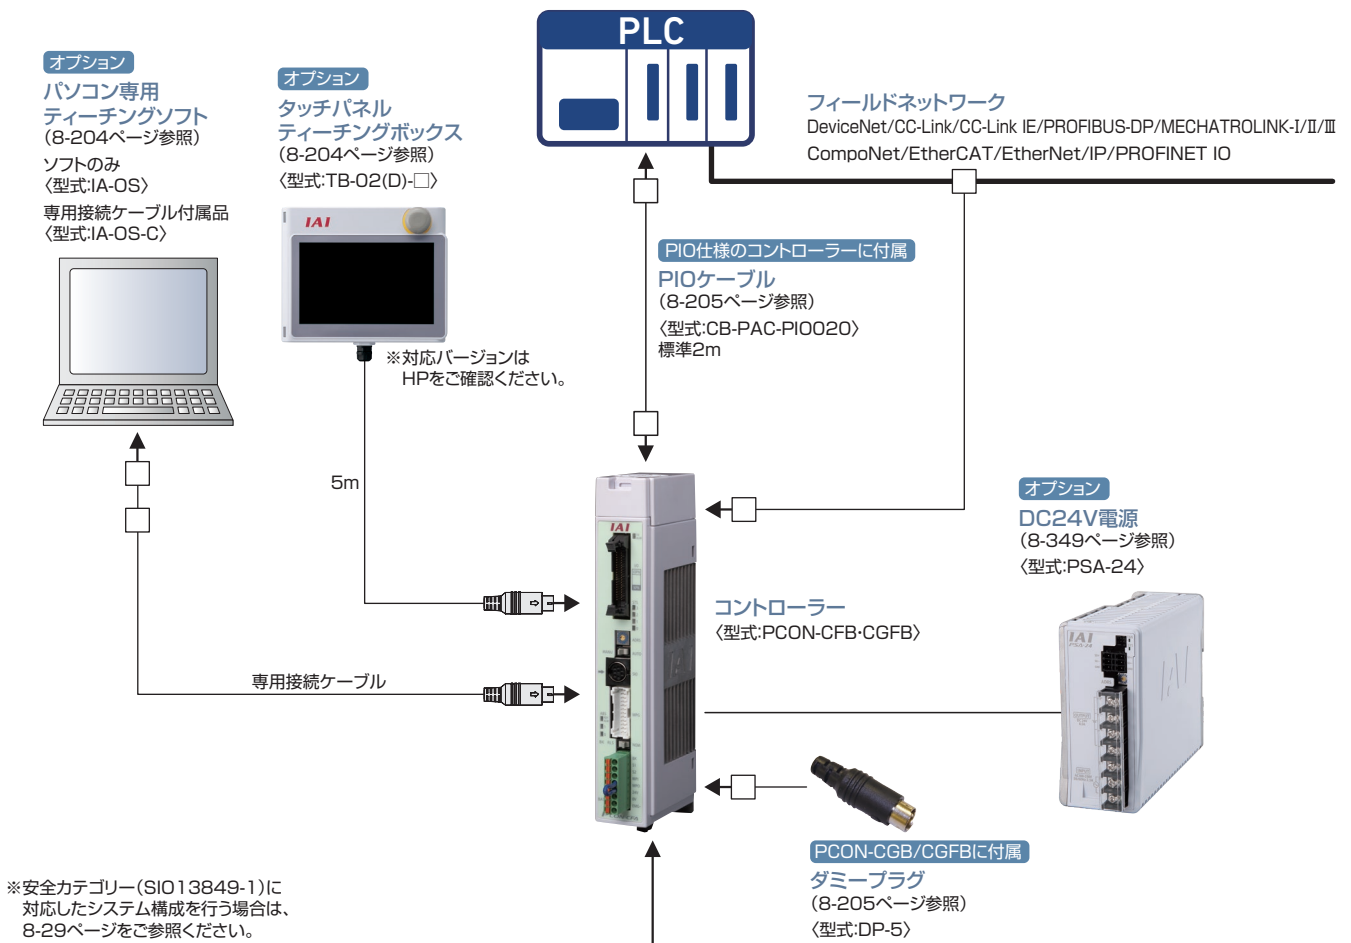 PLC
オプション
パソコン専用
ティーチングソフト
(8-204ページ参照)
ソフトのみ
〈型式:IA-OS〉
専用接続ケーブル付属品
〈型式:IA-OS-C〉
オプション
タッチパネル
ティーチングボックス
(8-204ページ参照)
〈型式:TB-02(D)-□〉
IAI
※対応バージョンは
HPをご確認ください。
5m
専用接続ケーブル
フィールドネットワーク
DeviceNet/CC-Link/CC-Link IE/PROFIBUS-DP/MECHATROLINK-I/Ⅱ/Ⅲ
CompoNet/EtherCAT/EtherNet/IP/PROFINET IO
PIO仕様のコントローラーに付属
PIOケーブル
(8-205ページ参照)
〈型式:CB-PAC-PIO020〉
標準2m
IAI
コントローラー
〈型式:PCON-CFB・CGFB〉
オプション
DC24V電源
(8-349ページ参照)
〈型式:PSA-24〉
IAI
PSA-24
PCON-CGB/CGFBに付属
ダミープラグ
(8-205ページ参照)
〈型式:DP-5〉
※安全カテゴリー(SIO13849-1)に
対応したシステム構成を行う場合は、
8-29ページをご参照ください。